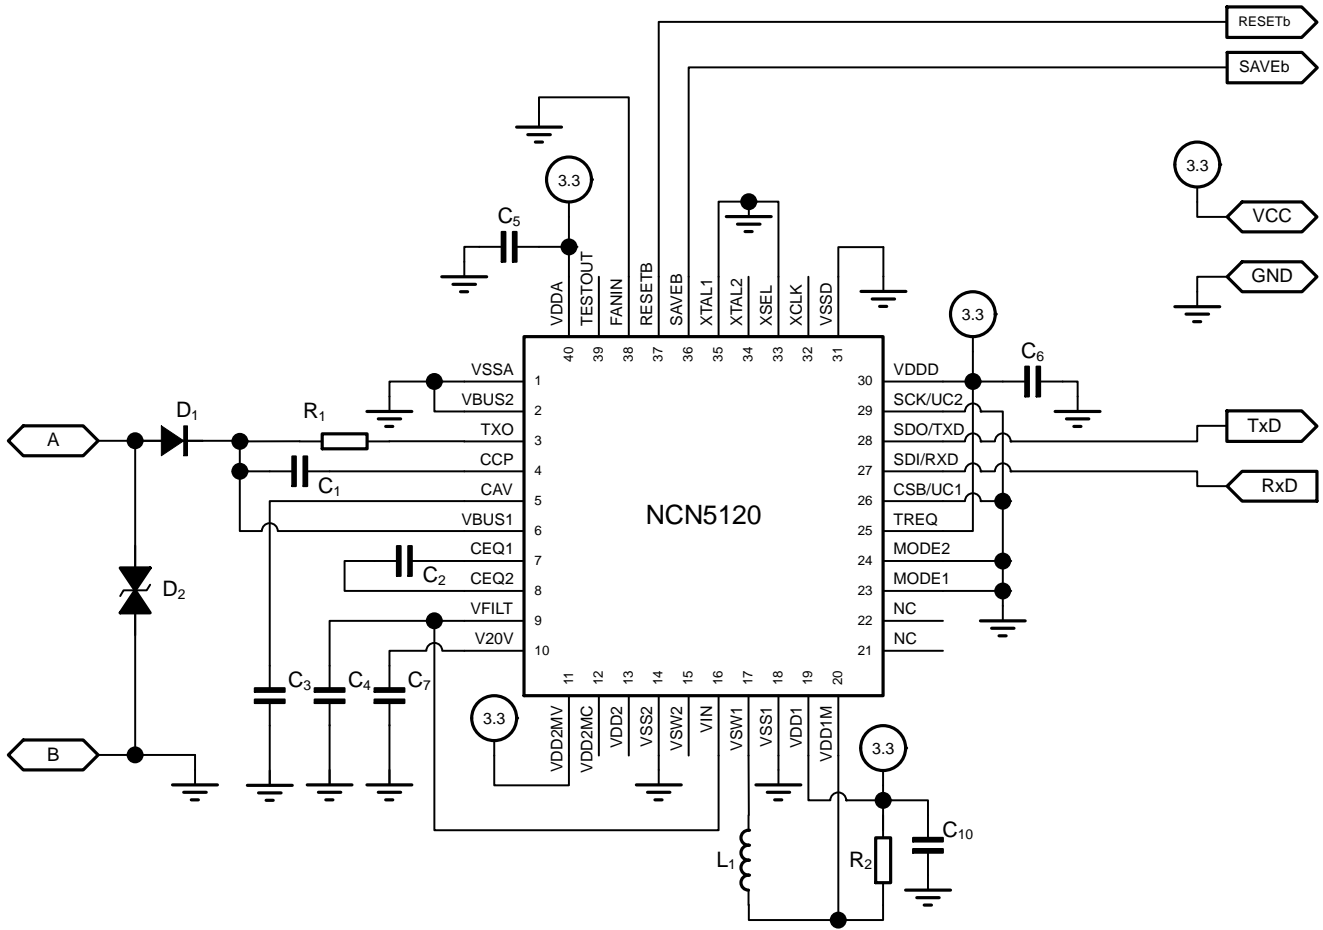 RESETb
SAVEb
3.3
3.3
VCC
GND
C5
VDDA
TESTOUT
FANIN
RESETB
SAVEB
XTAL1
XTAL2
XSEL
XCLK
VSSD
40
39
38
37
36
35
34
33
32
31
3.3
C6
VSSA 1
VBUS2 2
TXO 3
CCP 4
CAV 5
VBUS1 6
CEQ1 7
CEQ2 8
VFILT 9
V20V 10
NCN5120
30 VDDD
29 SCK/UC2
28 SDO/TXD
27 SDI/RXD
26 CSB/UC1
25 TREQ
24 MODE2
23 MODE1
22 NC
21 NC
TxD
RxD
A
D1
R1
C1
C2
D2
C3
C4
C7
B
11
12
13
14
15
16
17
18
19
20
VDD2MV
VDD2MC
VDD2
VSS2
VSW2
VIN
VSW1
VSS1
VDD1
VDD1M
3.3
3.3
L1
R2
C10